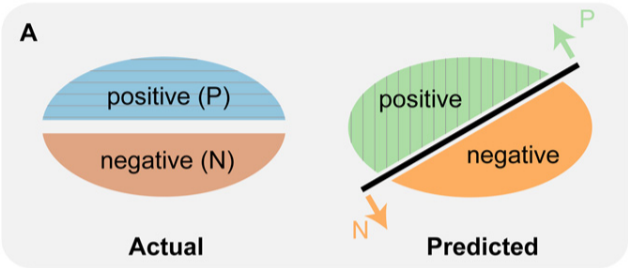 A
P
positive (P)
positive
negative (N)
negative
N
Actual
Predicted